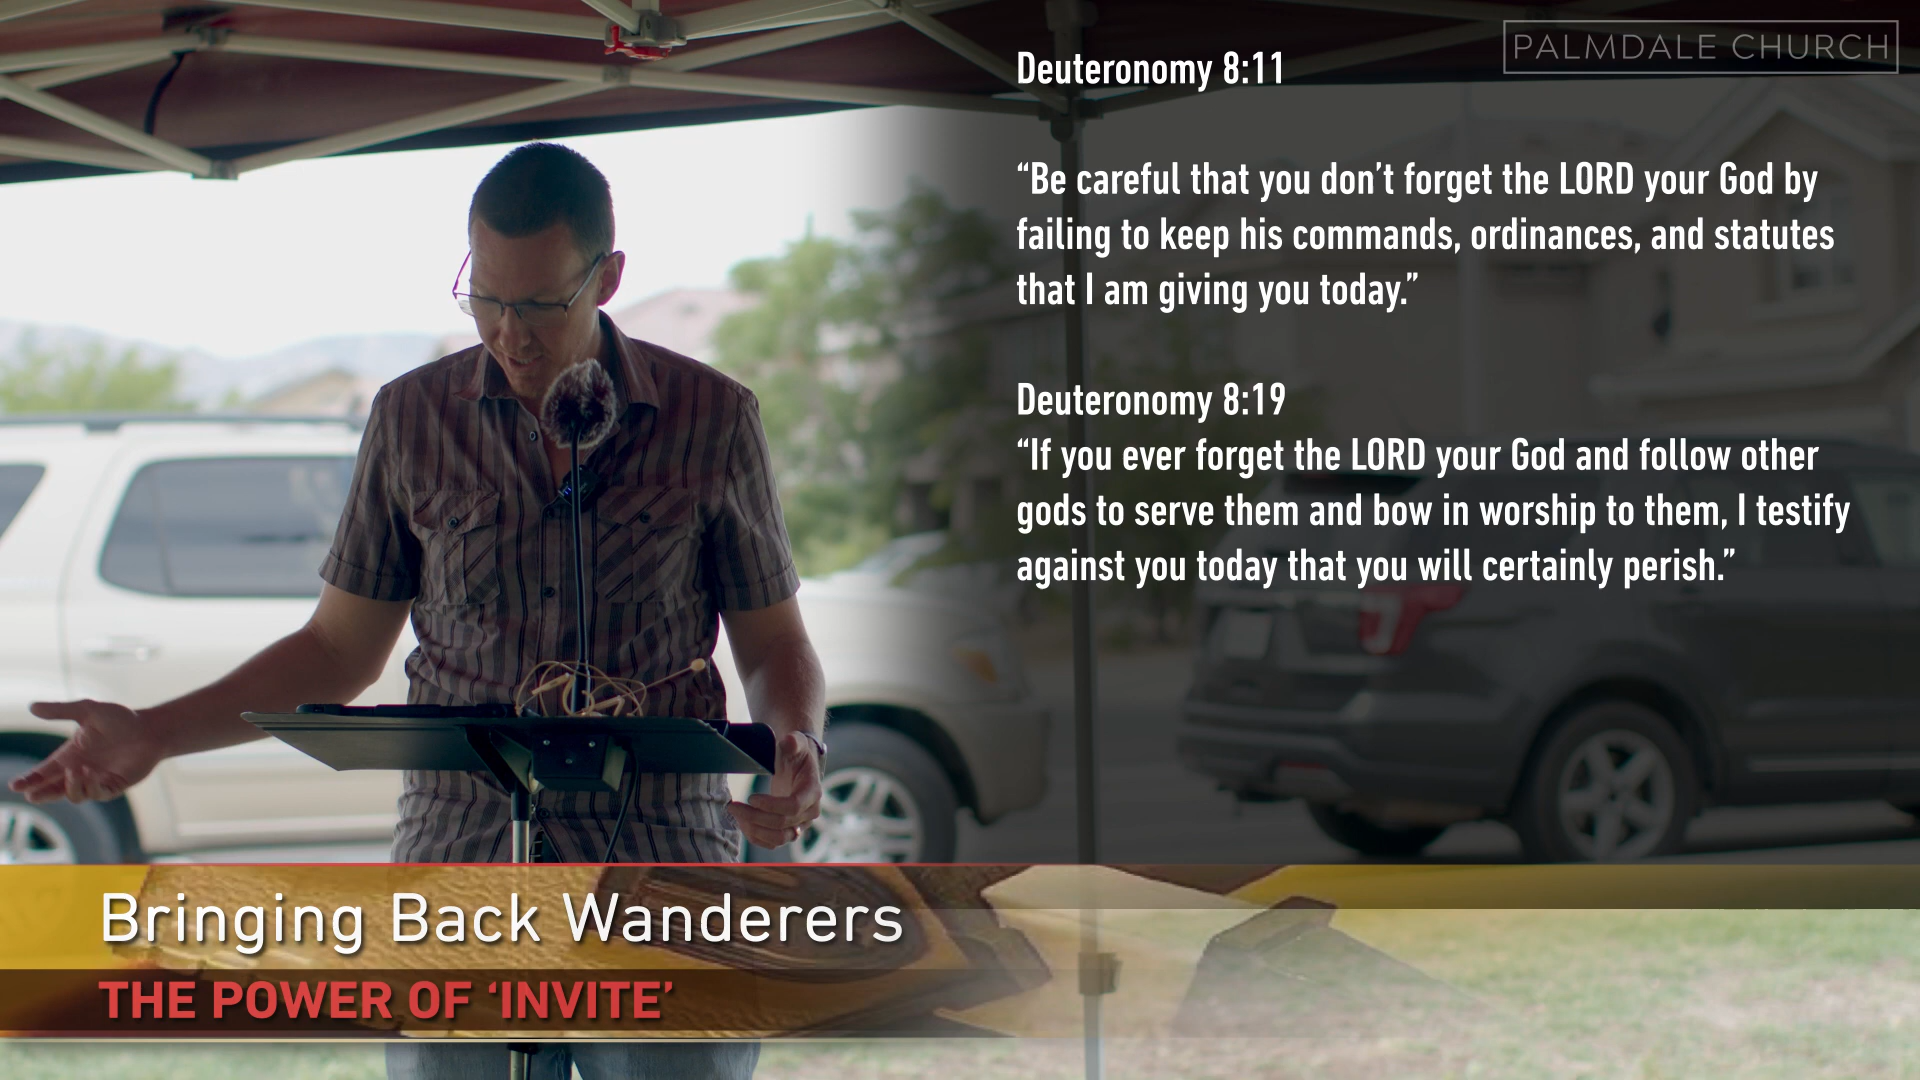 PALMDALE CHURCH
Deuteronomy 8:11
“Be careful that you don’t forget the LORD your God by
failing to keep his commands, ordinances, and statutes
that I am giving you today.”
Deuteronomy 8:19
“If you ever forget the LORD your God and follow other
gods to serve them and bow in worship to them, I testify
against you today that you will certainly perish.”
Bringing Back Wanderers
THE POWER OF ‘INVITE’